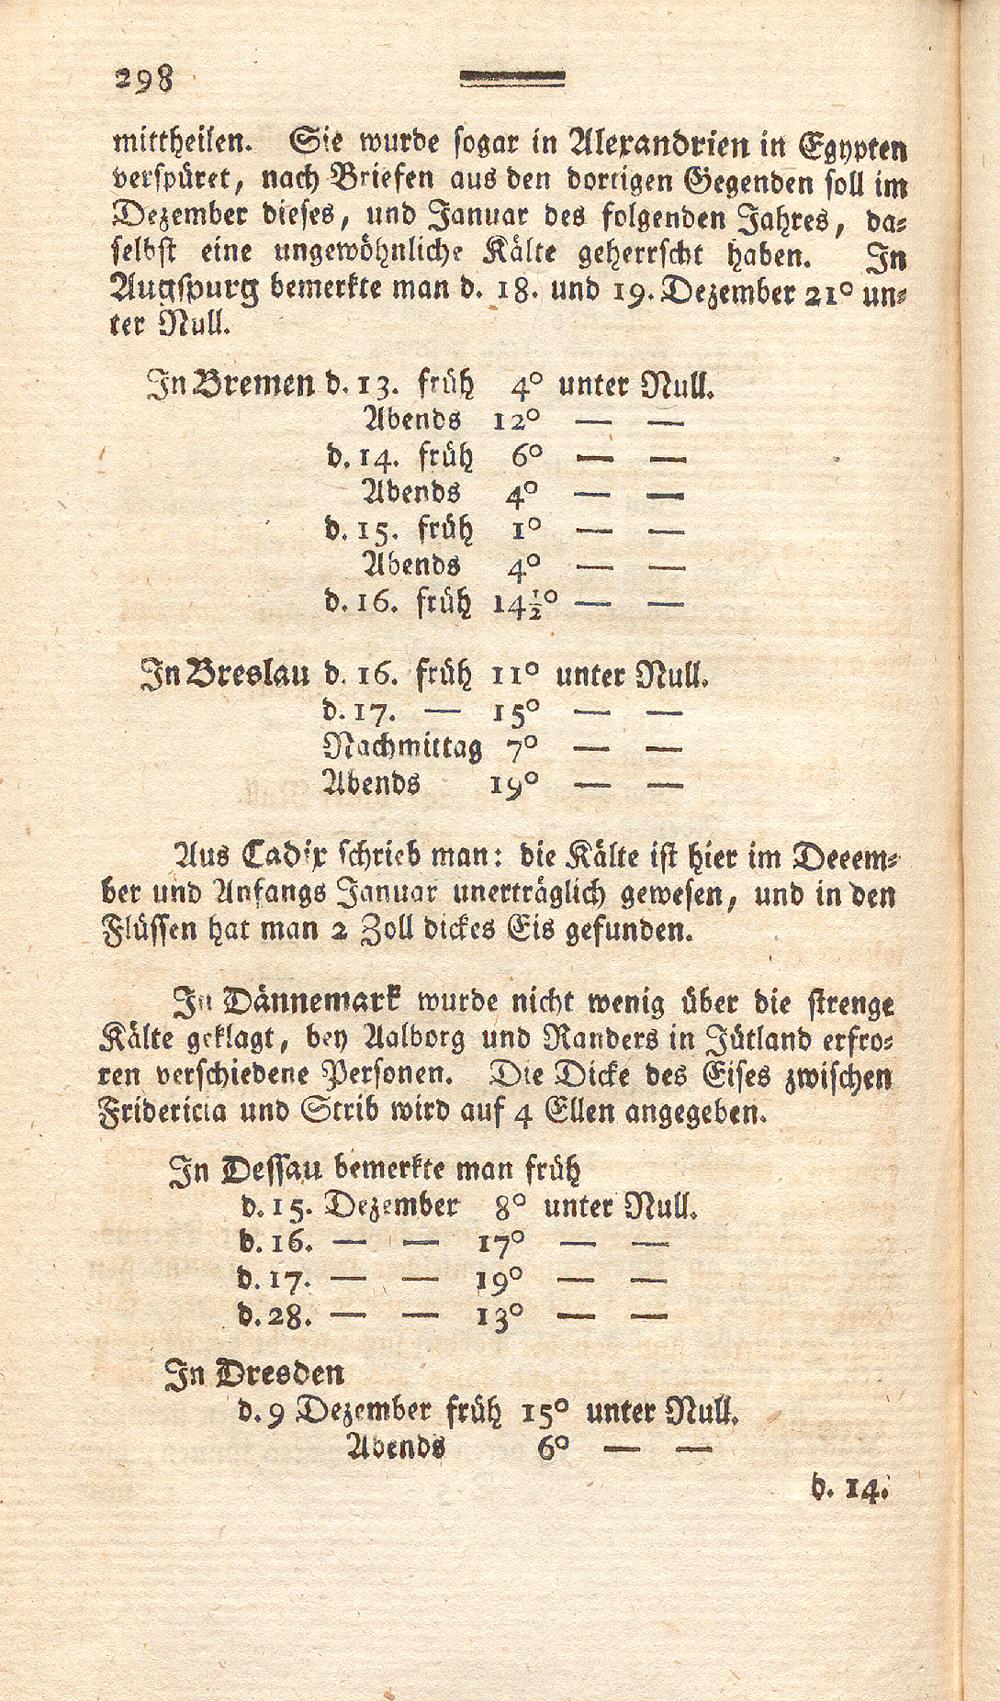 298
mittheilen. Sie wurde sogar in Alexandrien in Egypten
verspüret, nach Briefen aus den dortigen Gegenden soll im
Dezember dieses, und Januar des folgenden Jahres, da⸗
selbst eine ungewöhnliche Kälte geherrscht haben. In
Augspurg bemerkte man d. 18. und 19. Dezember 21° un⸗
ter Null.
In Bremen d. 13. früh 4° unter Null.
Abends 12° — —
d. 14. früh 6° — —
Abends 4° — —
d. 15. früh 1° — —
Abends 4° — —
d. 16. früh 14½° — —
In Breslau d. 16. früh 11° unter Null.
d. 17. — 15° — —
Nachmittag 7° — —
Abends 19° — —
Aus Cadix schrieb man: die Kälte ist hier im Deeem⸗
ber und Anfangs Januar unerträglich gewesen, und in den
Flüssen hat man 2 Zoll dickes Eis gefunden.
In Dännemark wurde nicht wenig über die strenge
Kälte geklagt, bey Aalborg und Randers in Jütland erfro⸗
ren verschiedene Personen. Die Dicke des Eises zwischen
Fridericia und Strib wird auf 4 Ellen angegeben.
In Dessau bemerkte man früh
d. 15. Dezember 8° unter Null.
d. 16. — — 17° — —
d. 17. — — 19° — —
d. 28. — — 13° — —
In Dresden
d. 9 Dezember früh 15° unter Null.
Abends 6° — —
d. 14.